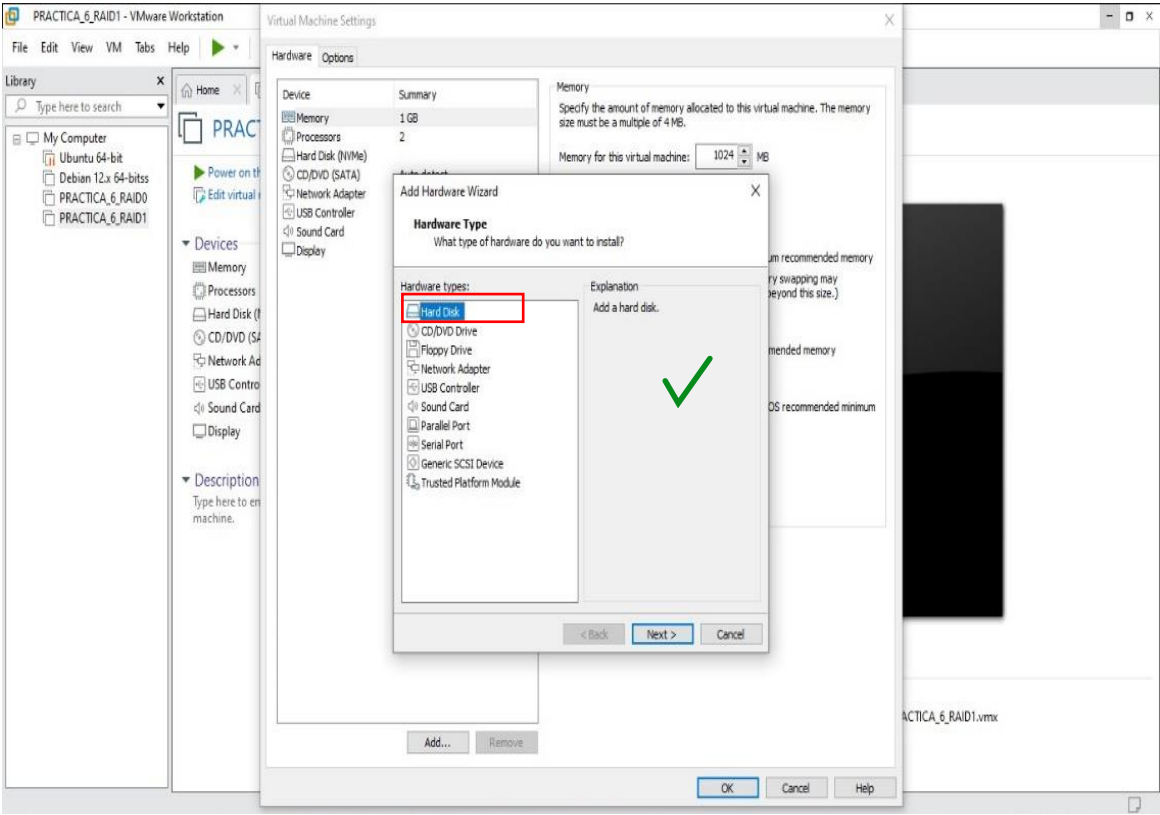 PRACTICA_6_RAID1 - VMware Workstation
File Edit View VM Tabs Help
Library
Type here to search
My Computer
Ubuntu 64-bit
Debian 12.x 64-bitss
PRACTICA_6_RAID0
PRACTICA_6_RAID1
Home
PRACT
Power on th
Edit virtual
Devices
Memory
Processors
Hard Disk (
CD/DVD (SA
Network Ad
USB Contro
Sound Card
Display
Description
Type here to en
machine.
Virtual Machine Settings
Hardware Options
Device Summary
Memory 1 GB
Processors 2
Hard Disk (NVMe)
CD/DVD (SATA) Auto detect
Network Adapter
USB Controller
Sound Card
Display
Add... Remove
Memory
Specify the amount of memory allocated to this virtual machine. The memory
size must be a multiple of 4 MB.
Memory for this virtual machine: 1024 MB
um recommended memory
ry swapping may
beyond this size.)
mended memory
OS recommended minimum
Add Hardware Wizard
Hardware Type
What type of hardware do you want to install?
Hardware types:
Hard Disk
CD/DVD Drive
Floppy Drive
Network Adapter
USB Controller
Sound Card
Parallel Port
Serial Port
Generic SCSI Device
Trusted Platform Module
Explanation
Add a hard disk.
< Back Next > Cancel
OK Cancel Help
ACTICA_6_RAID1.vmx